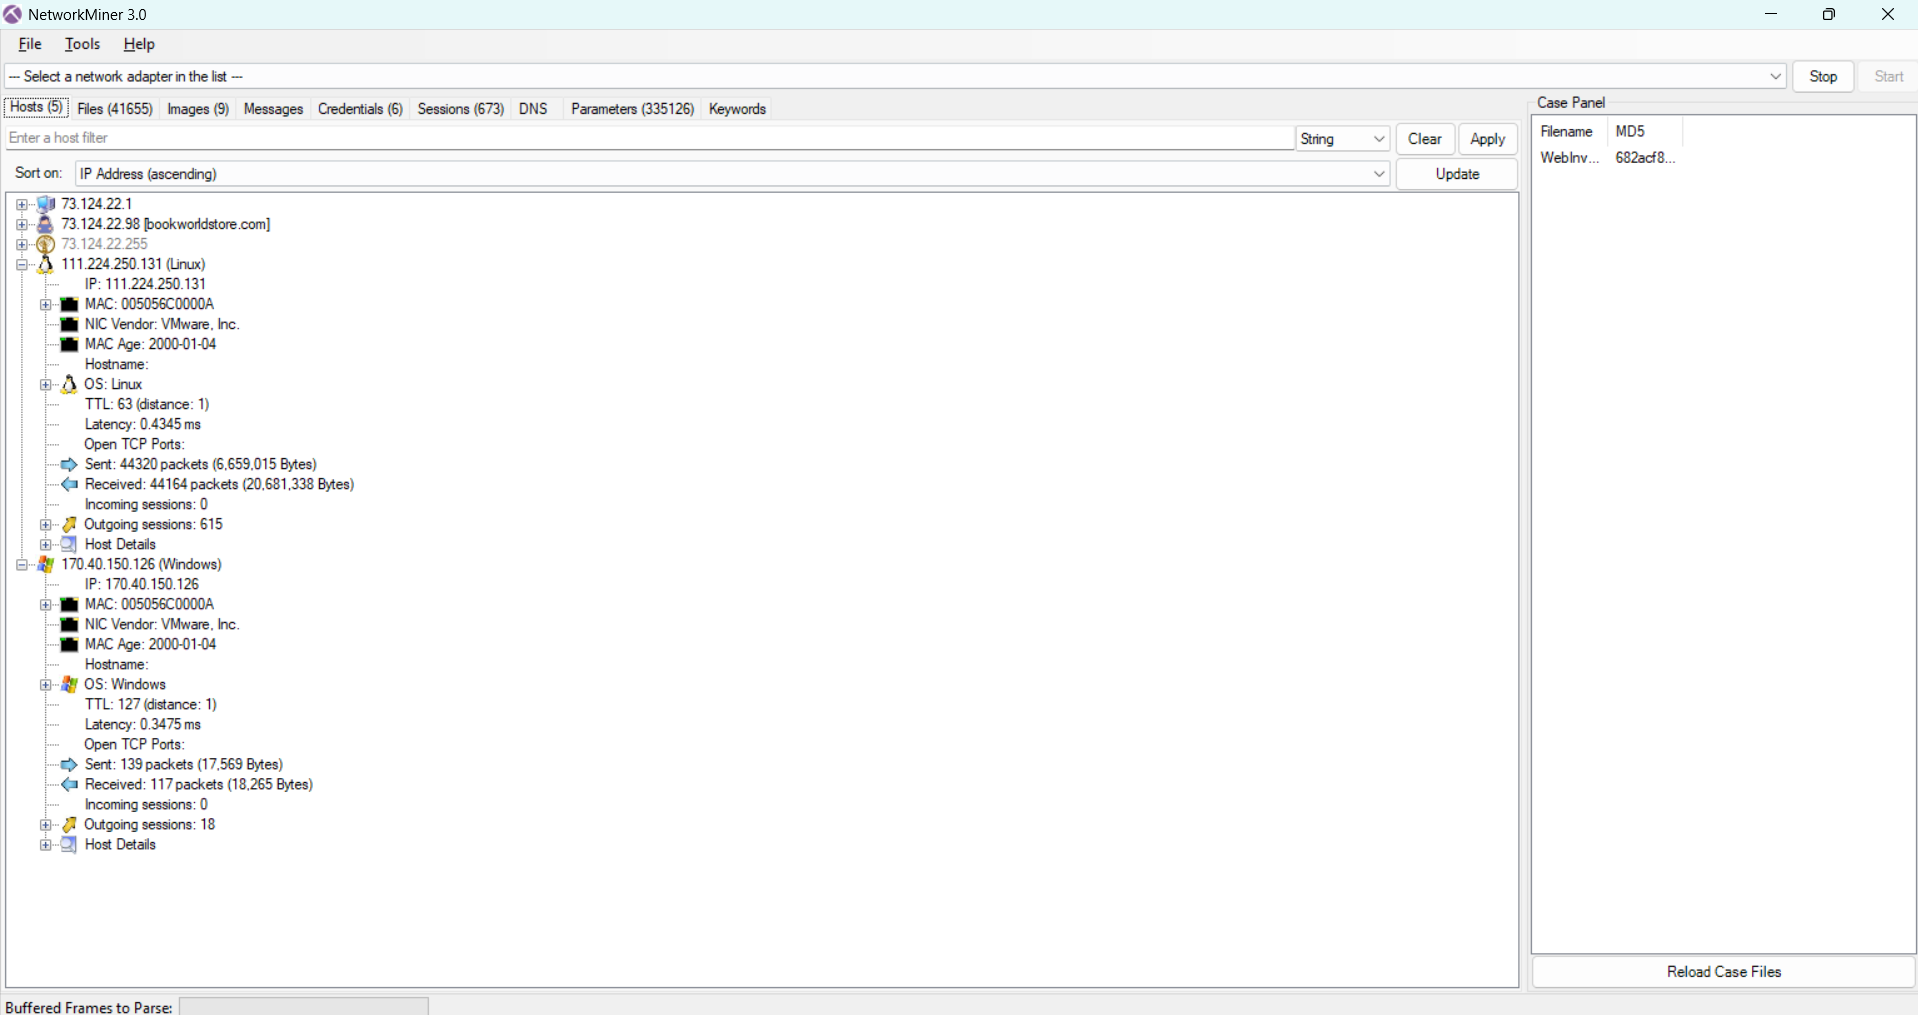 NetworkMiner 3.0
File Tools Help
--- Select a network adapter in the list ---
Stop Start
Hosts (5) Files (41655) Images (9) Messages Credentials (6) Sessions (673) DNS Parameters (335126) Keywords
Enter a host filter
String Clear Apply
Sort on: IP Address (ascending) Update
73.124.22.1
73.124.22.98 [bookworldstore.com]
73.124.22.255
111.224.250.131 (Linux)
IP: 111.224.250.131
MAC: 005056C0000A
NIC Vendor: VMware, Inc.
MAC Age: 2000-01-04
Hostname:
OS: Linux
TTL: 63 (distance: 1)
Latency: 0.4345 ms
Open TCP Ports:
Sent: 44320 packets (6,659,015 Bytes)
Received: 44164 packets (20,681,338 Bytes)
Incoming sessions: 0
Outgoing sessions: 615
Host Details
170.40.150.126 (Windows)
IP: 170.40.150.126
MAC: 005056C0000A
NIC Vendor: VMware, Inc.
MAC Age: 2000-01-04
Hostname:
OS: Windows
TTL: 127 (distance: 1)
Latency: 0.3475 ms
Open TCP Ports:
Sent: 139 packets (17,569 Bytes)
Received: 117 packets (18,265 Bytes)
Incoming sessions: 0
Outgoing sessions: 18
Host Details
Case Panel
Filename MD5
WebInv... 682acf8...
Reload Case Files
Buffered Frames to Parse: